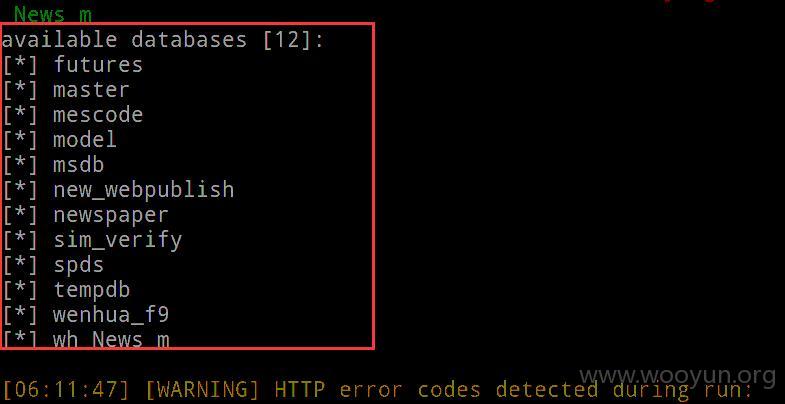 News m
available databases [12]:
[*] futures
[*] master
[*] mescode
[*] model
[*] msdb
[*] new_webpublish
[*] newspaper
[*] sim_verify
[*] spds
[*] tempdb
[*] wenhua_f9
[*] wh News m
www.wooyun.org
[06:11:47] [WARNING] HTTP error codes detected during run: